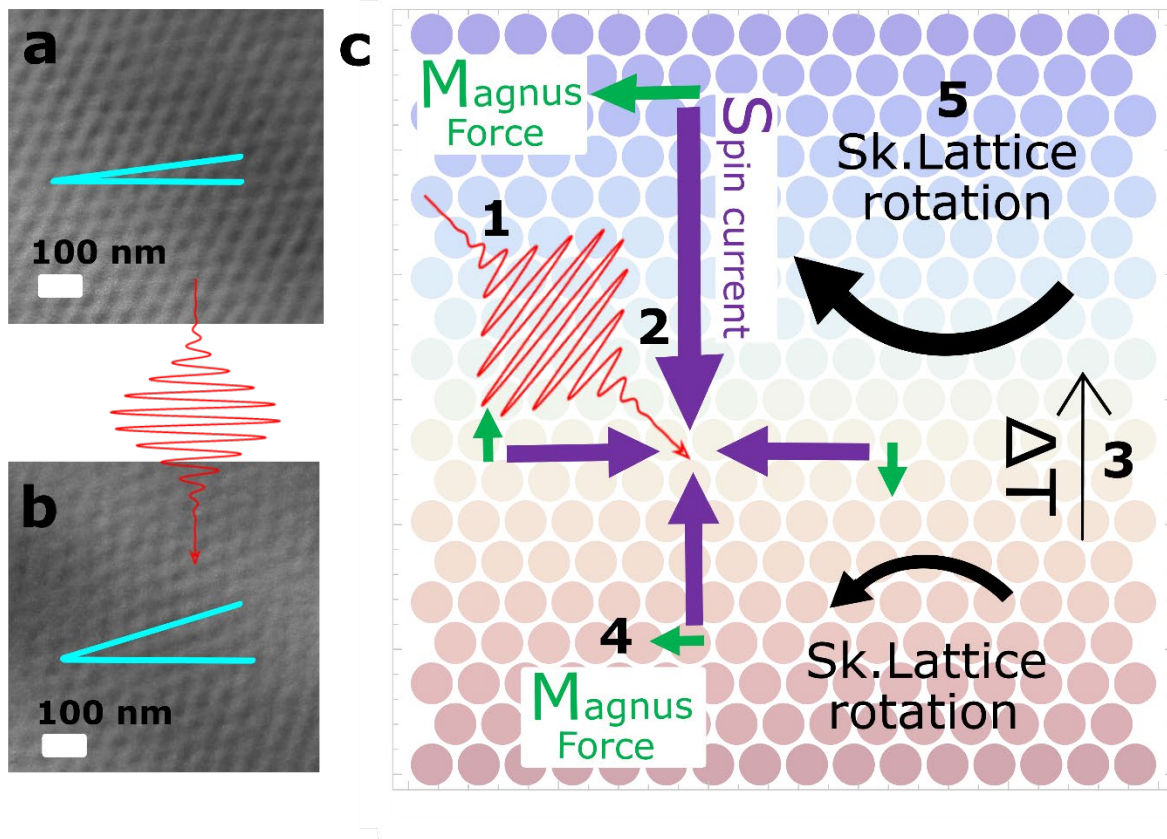 a
100 nm
b
100 nm
c
Magnus
Force
Spin current
1
2
5
Sk.Lattice
rotation
ΔT
3
4
Magnus
Force
Sk.Lattice
rotation